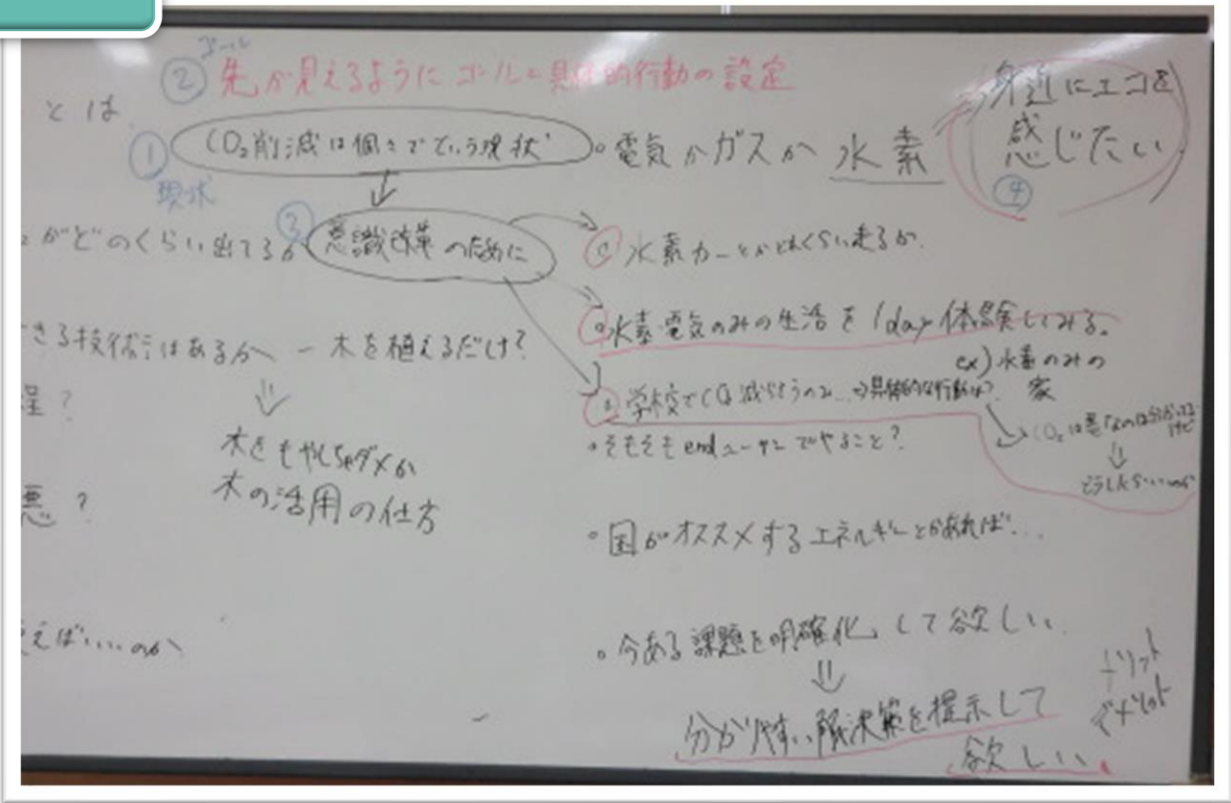 ゴール
② 先が見えるようにゴールと具体的行動の設定
とは
① CO₂削減は個々でという現状
現状
。電気かガスか 水素
身近にエコを
感じたい
④
がどのくらい出てるか
③ 意識改革のために
。水素カーとかどれくらい走るか.
。水素電気のみの生活を1day体験してみる。
ex) 水素のみの
家
きる技術はあるか 木を植えるだけ?
⇓
木をもやしちゃダメか
木の活用の仕方
程?
悪?
えばいいのか
。学校でCO₂減らそうのみ…⇒具体的な行動は?
CO₂は悪なのは分かってる
けど
⇓
どうしたらいいのか
。そもそもendユーザーでやること?
。国がオススメするエネルギーとかあれば...
。今ある課題を明確化して欲しい.
⇓
分かりやすい解決策を提示して
欲しい.
メリット
デメリット